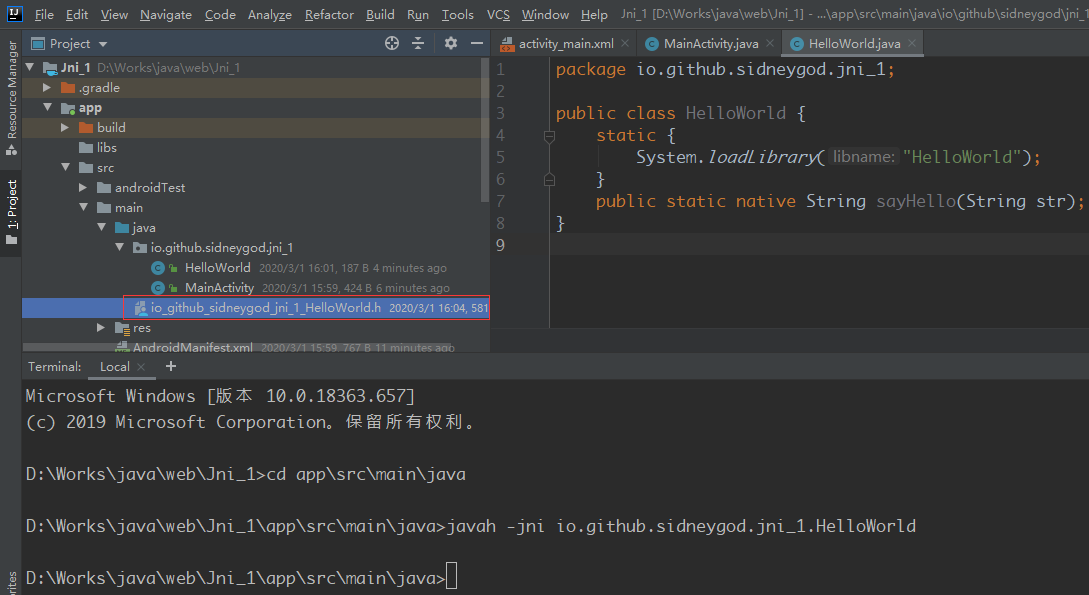 File Edit View Navigate Code Analyze Refactor Build Run Tools VCS Window Help Jni_1 [D:\Works\java\web\Jni_1] - ...\app\src\main\java\io\github\sidneygod\jni_1
Project
activity_main.xml MainActivity.java HelloWorld.java
Resource Manager
1: Project
Jni_1 D:\Works\java\web\Jni_1
.gradle
app
build
libs
src
androidTest
main
java
io.github.sidneygod.jni_1
HelloWorld 2020/3/1 16:01, 187 B 4 minutes ago
MainActivity 2020/3/1 15:59, 424 B 6 minutes ago
io_github_sidneygod_jni_1_HelloWorld.h 2020/3/1 16:04, 581
res
AndroidManifest.xml 2020/3/1 15:59, 767 B 11 minutes ago
1 package io.github.sidneygod.jni_1;
2
3 public class HelloWorld {
4 static {
5 System.loadLibrary( libname: "HelloWorld");
6 }
7 public static native String sayHello(String str);
8 }
9
Terminal: Local × +
Microsoft Windows [版本 10.0.18363.657]
(c) 2019 Microsoft Corporation。保留所有权利。
D:\Works\java\web\Jni_1>cd app\src\main\java
D:\Works\java\web\Jni_1\app\src\main\java>javah -jni io.github.sidneygod.jni_1.HelloWorld
D:\Works\java\web\Jni_1\app\src\main\java>